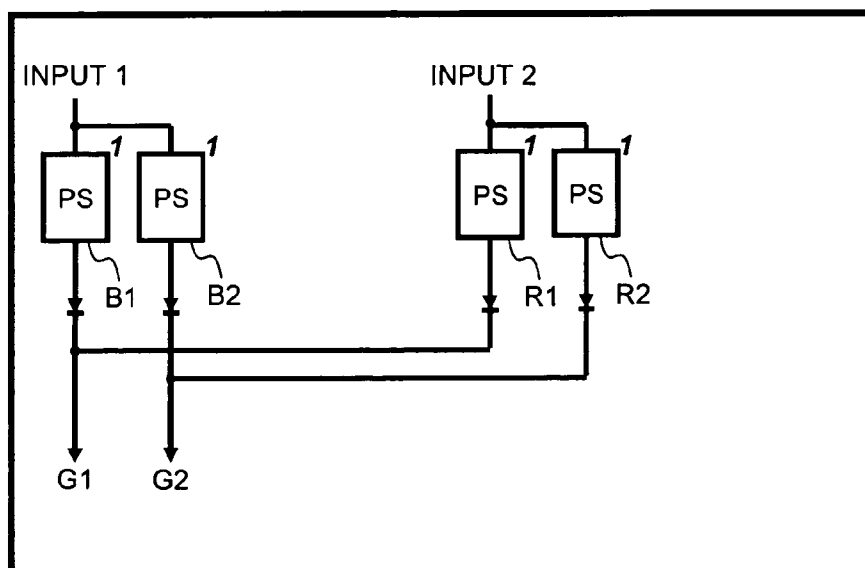 INPUT 1 INPUT 2
1 1 1 1
PS PS PS PS
B1 B2 R1 R2
G1 G2